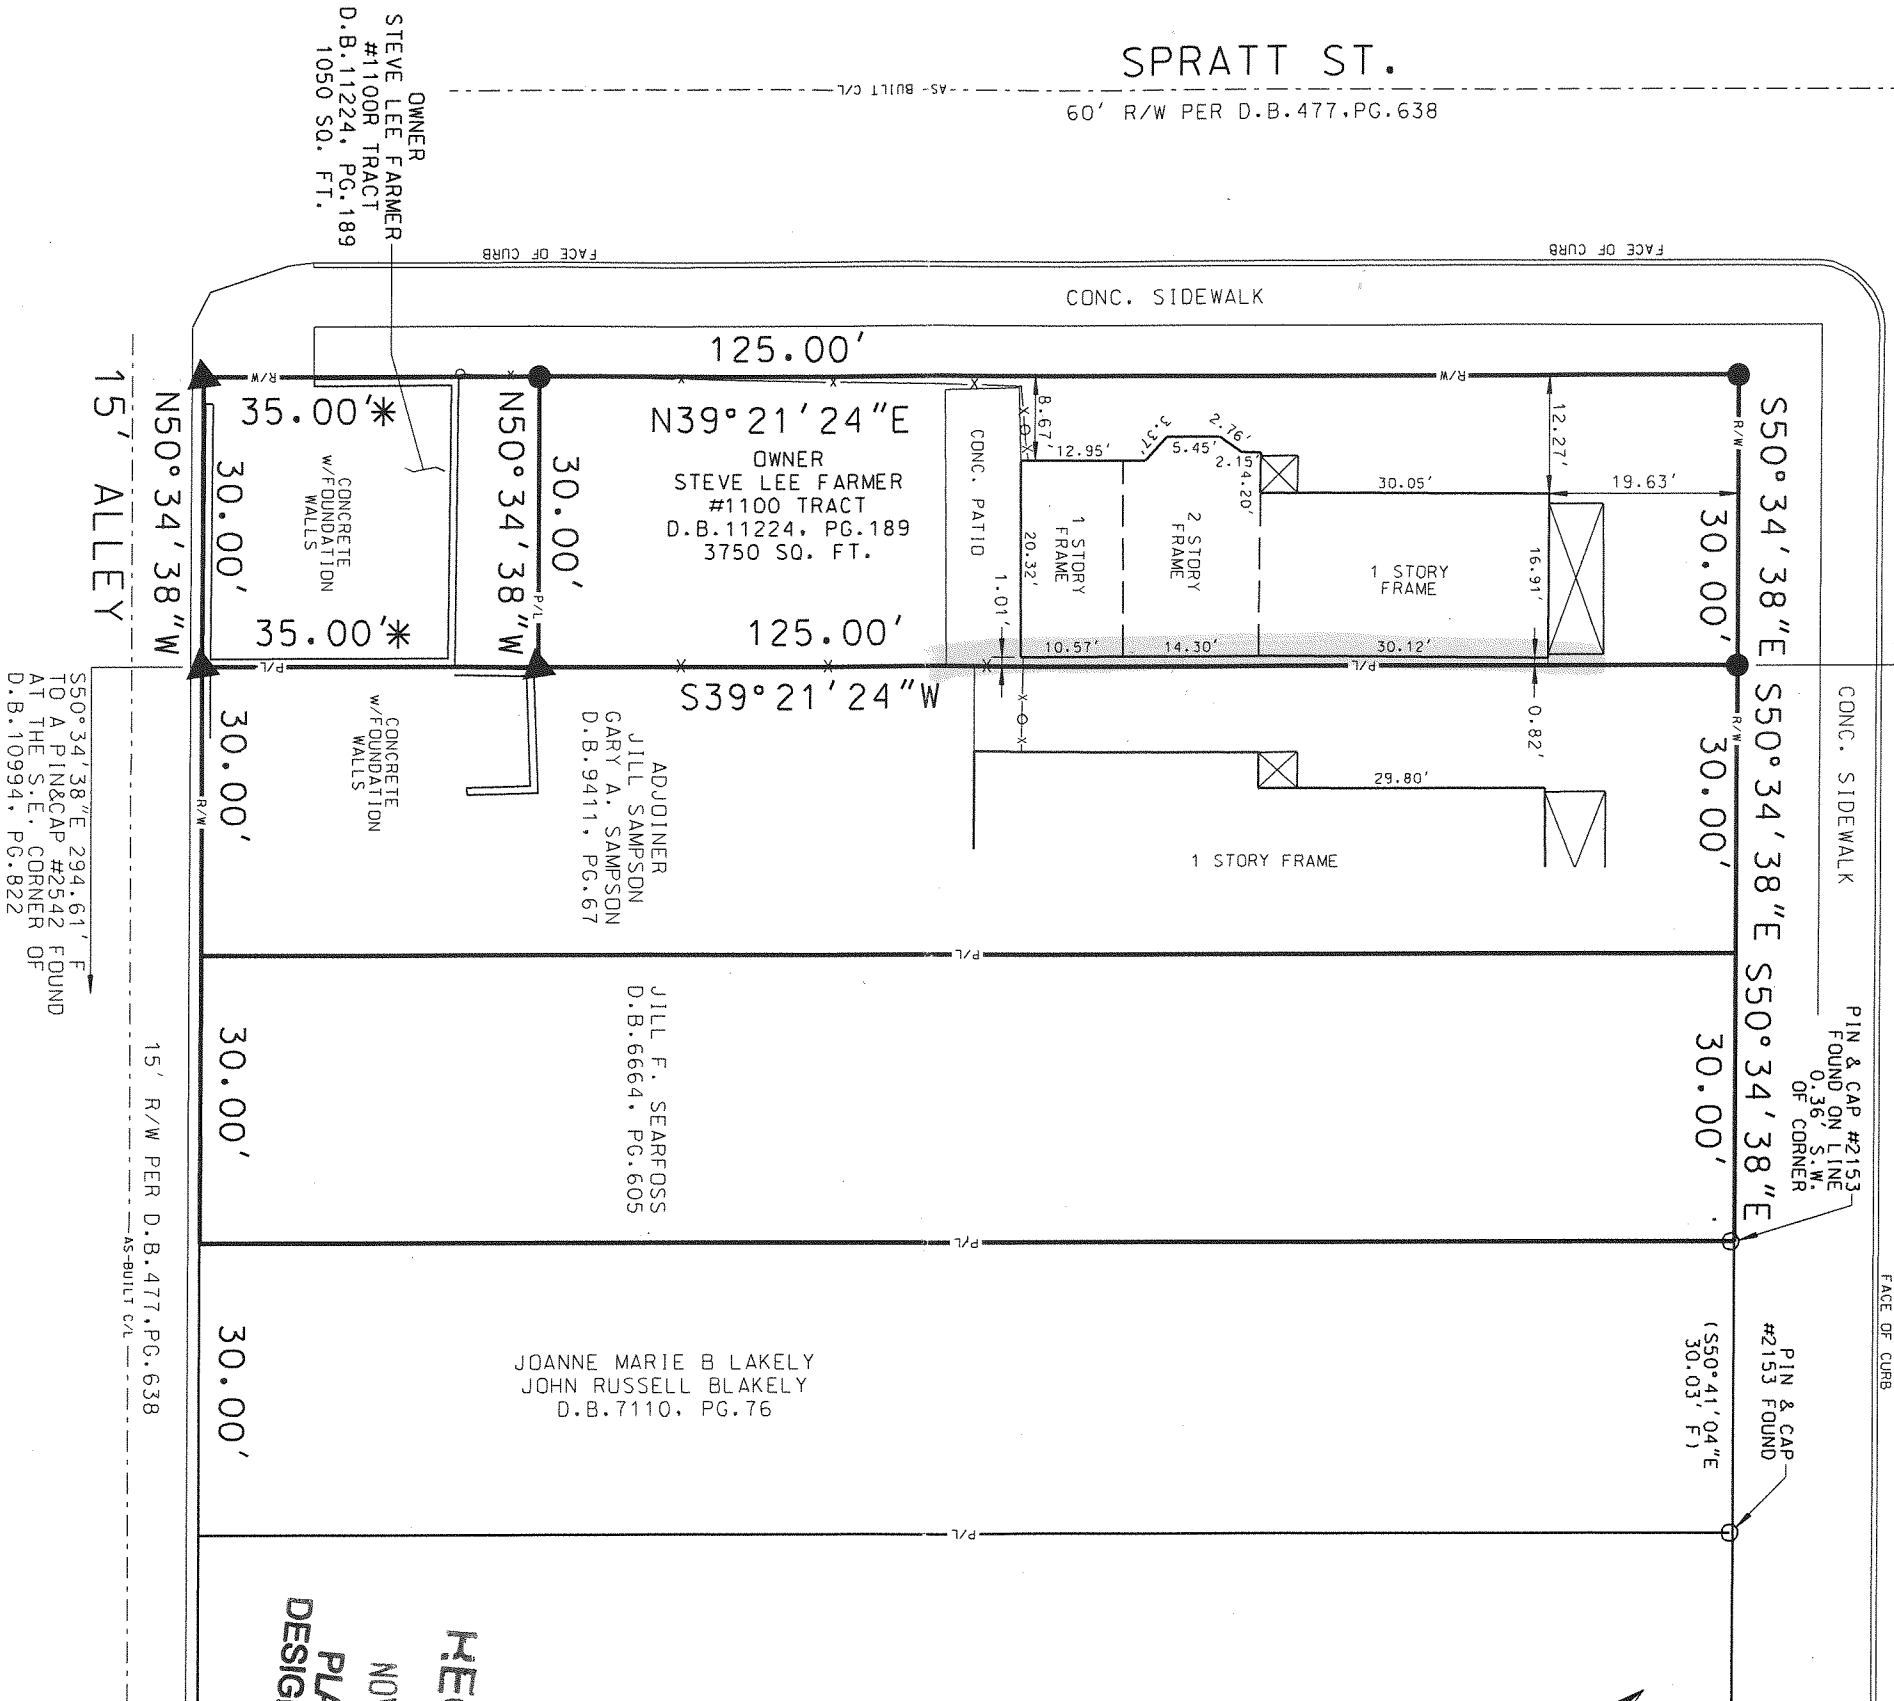 SPRATT ST.
AS-BUILT C/L
60' R/W PER D.B.477,PG.638
OWNER
STEVE LEE FARMER
#1100R TRACT
D.B.11224, PG.189
1050 SQ. FT.
FACE OF CURB
FACE OF CURB
CONC. SIDEWALK
125.00'
R/W
R/W
35.00'*
N39°21'24"E
OWNER
STEVE LEE FARMER
#1100 TRACT
D.B.11224, PG.189
3750 SQ. FT.
15' ALLEY
N50°34'38"W
30.00'
CONCRETE
W/FOUNDATION
WALLS
N50°34'38"W
30.00'
P/L
CONC. PATIO
8.67'
12.95'
3.37'
5.45'
2.76'
2.15'
4.20'
30.05'
12.27'
19.63'
20.32'
1 STORY
FRAME
2 STORY
FRAME
1 STORY
FRAME
16.91'
S50°34'38"E
30.00'
R/W
35.00'*
125.00'
1.01'
10.57'
14.30'
30.12'
P/L
P/L
S39°21'24"W
0.82'
S50°34'38"E 294.61' F
TO A PIN&CAP #2542 FOUND
AT THE S.E. CORNER OF
D.B.10994, PG.822
30.00'
R/W
CONCRETE
W/FOUNDATION
WALLS
ADJOINER
JILL SAMPSON
GARY A. SAMPSON
D.B.9411, PG.67
29.80'
1 STORY FRAME
S50°34'38"E
30.00'
R/W
CONC. SIDEWALK
P/L
30.00'
JILL F. SEARFOSS
D.B.6664, PG.605
S50°34'38"E
30.00'
PIN & CAP #2153
FOUND ON LINE
0.36' S.W.
OF CORNER
P/L
15' R/W PER D.B.477,PG.638
AS-BUILT C/L
30.00'
JOANNE MARIE B LAKELY
JOHN RUSSELL BLAKELY
D.B.7110, PG.76
(S50°41'04"E
30.03' F)
PIN & CAP
#2153 FOUND
FACE OF CURB
P/L